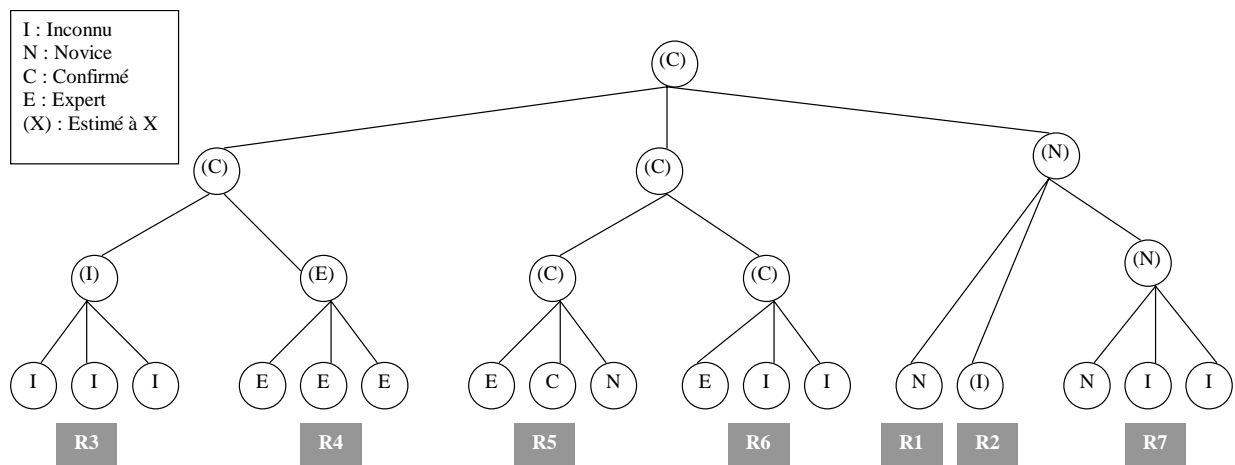 I : Inconnu
N : Novice
C : Confirmé
E : Expert
(X) : Estimé à X
(C)
(C) (C) (N)
(I) (E) (C) (C) (N)
I I I E E E E C N E I I N (I) N I I
R3 R4 R5 R6 R1 R2 R7